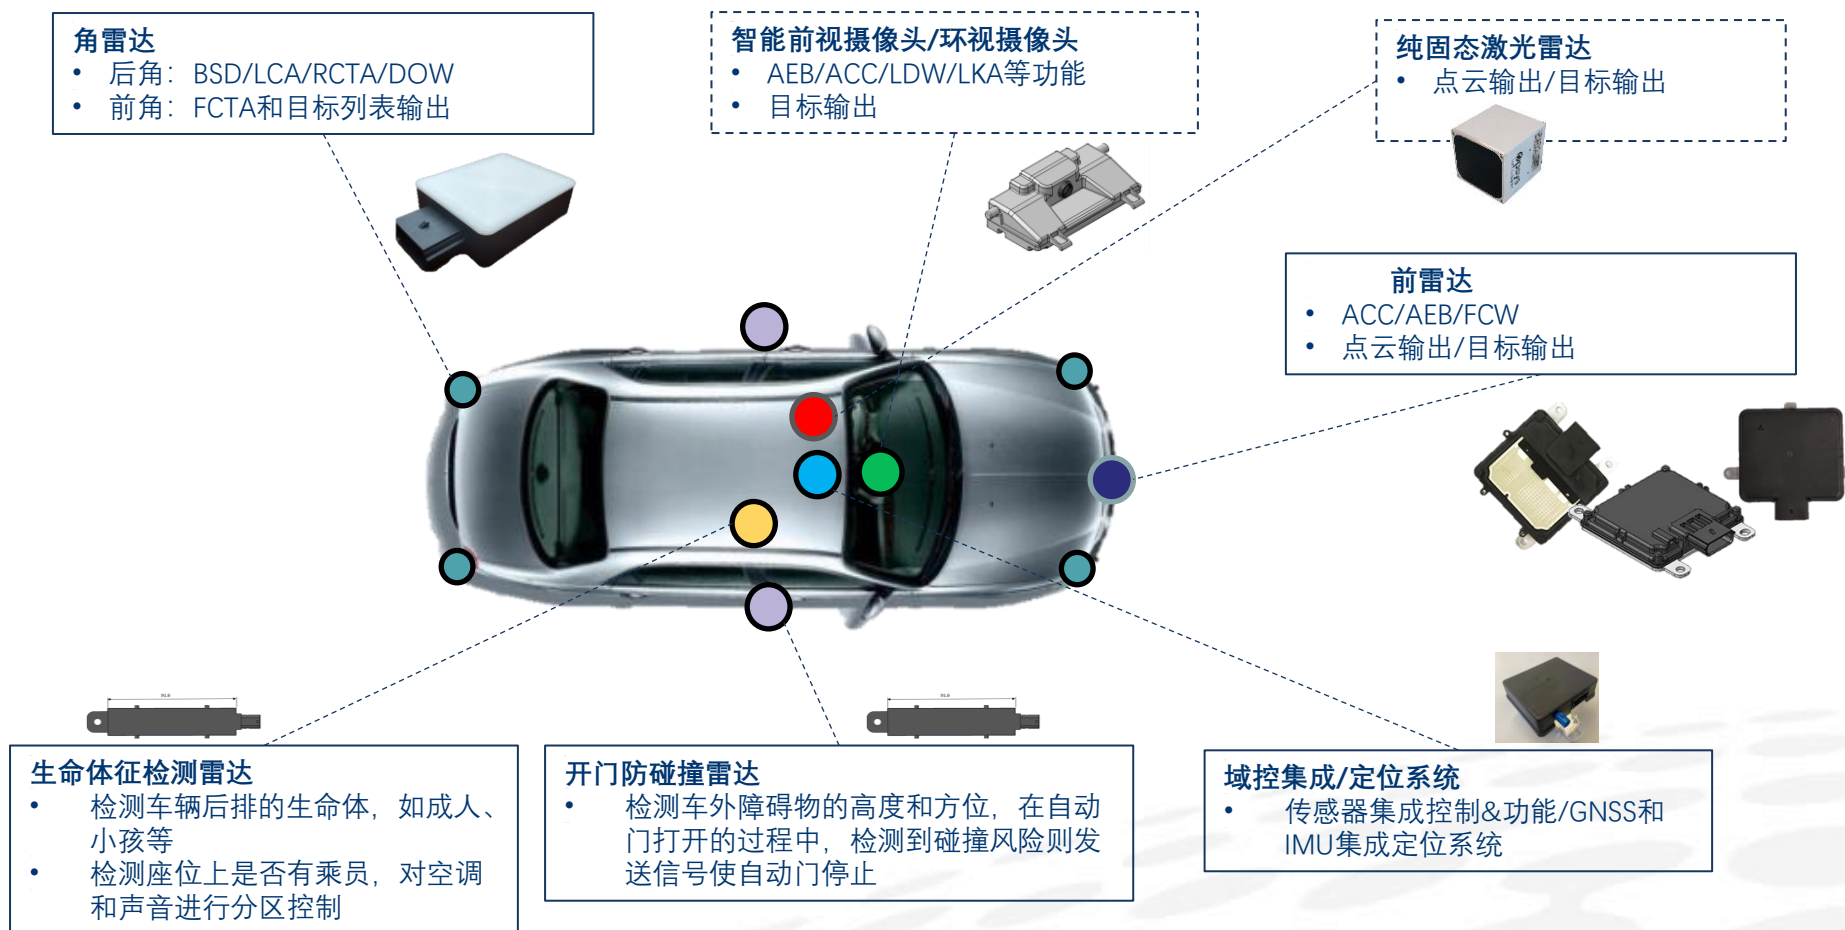 角雷达
• 后角：BSD/LCA/RCTA/DOW
• 前角：FCTA和目标列表输出
智能前视摄像头/环视摄像头
• AEB/ACC/LDW/LKA等功能
• 目标输出
纯固态激光雷达
• 点云输出/目标输出
前雷达
• ACC/AEB/FCW
• 点云输出/目标输出
生命体征检测雷达
• 检测车辆后排的生命体，如成人、
小孩等
• 检测座位上是否有乘员，对空调
和声音进行分区控制
开门防碰撞雷达
• 检测车外障碍物的高度和方位，在自动
门打开的过程中，检测到碰撞风险则发
送信号使自动门停止
域控集成/定位系统
• 传感器集成控制&功能/GNSS和
IMU集成定位系统